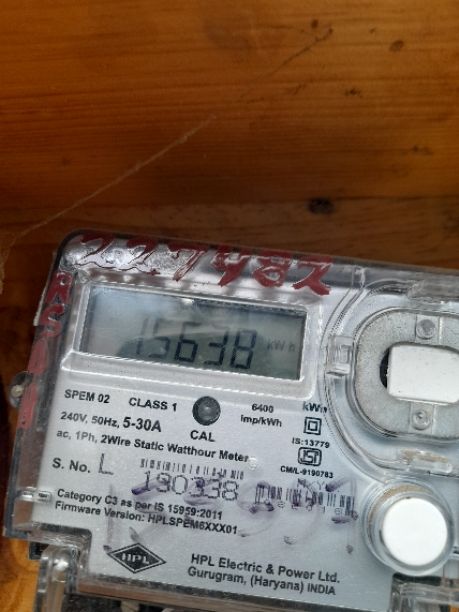 15638 kWh
SPEM 02 CLASS 1 6400 kWh
240V, 50Hz, 5-30A CAL imp/kWh
ac, 1Ph, 2Wire Static Watthour Meter IS:13779
CM/L-9190783
S. No. L 190338
Category C3 as per IS 15959:2011
Firmware Version: HPLSPEM6XXX01
HPL HPL Electric & Power Ltd.
Gurugram, (Haryana) INDIA